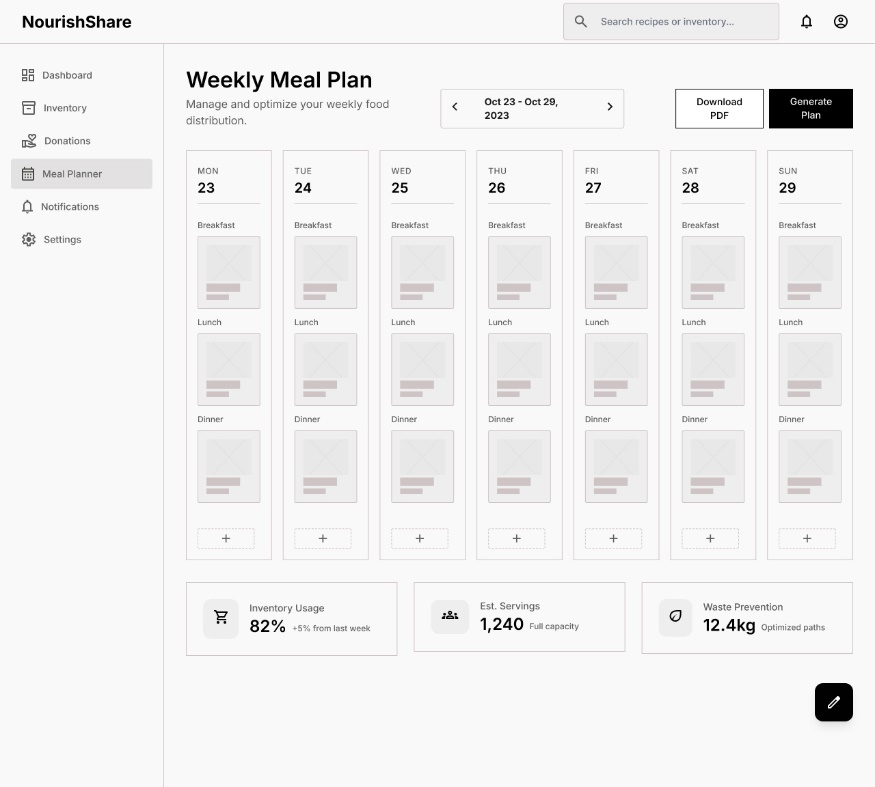 NourishShare
Search recipes or inventory...
Dashboard
Inventory
Donations
Meal Planner
Notifications
Settings
Weekly Meal Plan
Manage and optimize your weekly food
distribution.
Oct 23 - Oct 29,
2023
Download
PDF
Generate
Plan
MON
23
Breakfast
Lunch
Dinner
+
TUE
24
Breakfast
Lunch
Dinner
+
WED
25
Breakfast
Lunch
Dinner
+
THU
26
Breakfast
Lunch
Dinner
+
FRI
27
Breakfast
Lunch
Dinner
+
SAT
28
Breakfast
Lunch
Dinner
+
SUN
29
Breakfast
Lunch
Dinner
+
Inventory Usage
82% +5% from last week
Est. Servings
1,240 Full capacity
Waste Prevention
12.4kg Optimized paths